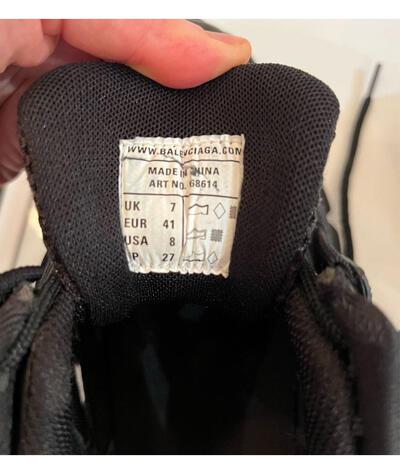 WWW.BALENCIAGA.COM
MADE IN CHINA
ART NO. 68614
UK 7
EUR 41
USA 8
P. 27